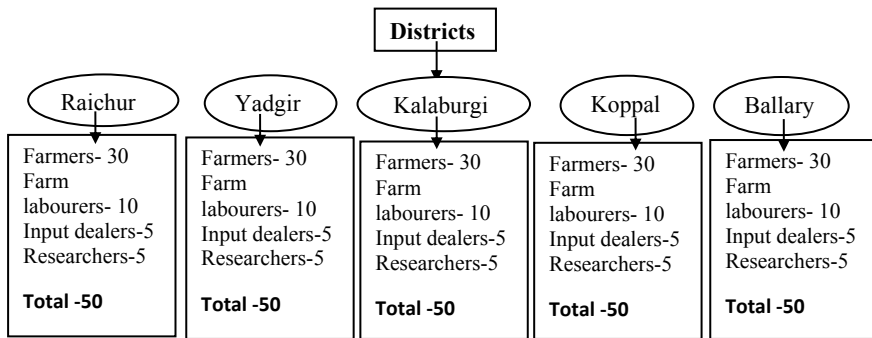 Districts
Raichur
Yadgir
Kalaburgi
Koppal
Ballary
Farmers- 30
Farm
labourers- 10
Input dealers-5
Researchers-5
Total -50
Farmers- 30
Farm
labourers- 10
Input dealers-5
Researchers-5
Total -50
Farmers- 30
Farm
labourers- 10
Input dealers-5
Researchers-5
Total -50
Farmers- 30
Farm
labourers- 10
Input dealers-5
Researchers-5
Total -50
Farmers- 30
Farm
labourers- 10
Input dealers-5
Researchers-5
Total -50